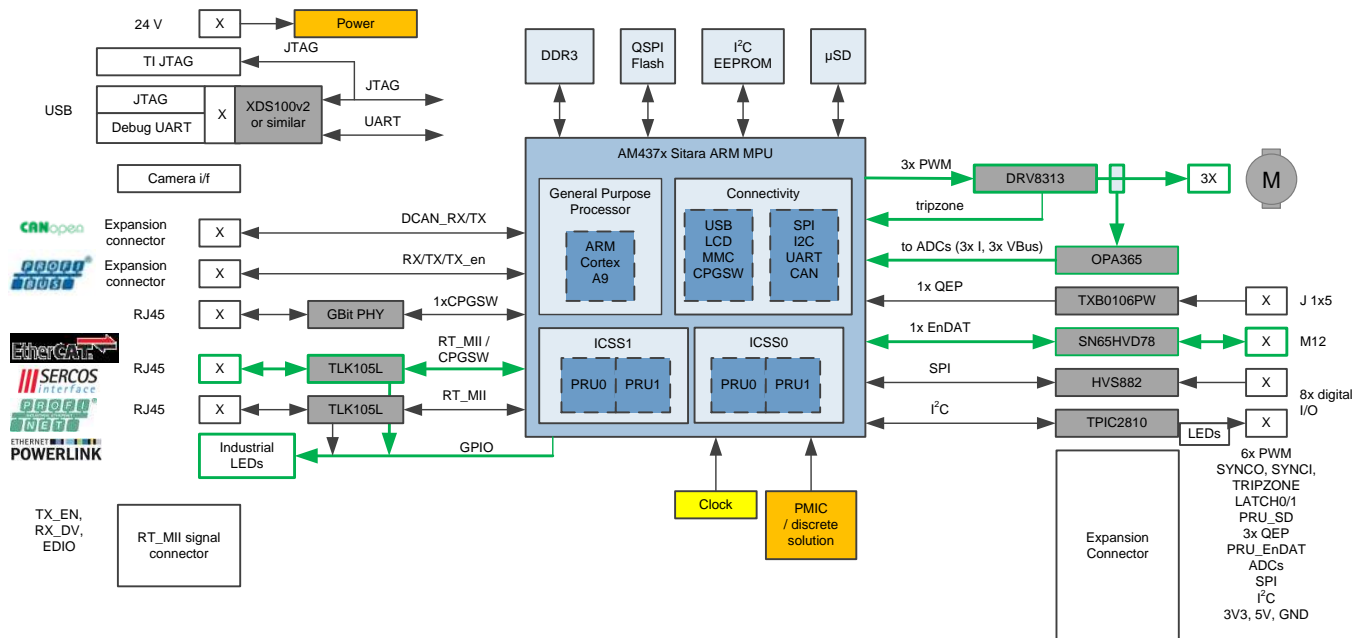 24 V
X
Power
JTAG
TI JTAG
USB
JTAG
Debug UART
X
XDS100v2
or similar
JTAG
UART
Camera i/f
DDR3
QSPI
Flash
I²C
EEPROM
µSD
AM437x Sitara ARM MPU
General Purpose
Processor
ARM
Cortex
A9
Connectivity
USB
LCD
MMC
CPGSW
SPI
I2C
UART
CAN
ICSS1
PRU0
PRU1
ICSS0
PRU0
PRU1
CANopen
Expansion
connector
X
DCAN_RX/TX
PROFI
BUS
Expansion
connector
X
RX/TX/TX_en
RJ45
X
GBit PHY
1xCPGSW
EtherCAT
RJ45
X
TLK105L
RT_MII /
CPGSW
SERCOS
interface
PROFI
NET
RJ45
X
TLK105L
RT_MII
ETHERNET
POWERLINK
Industrial
LEDs
GPIO
TX_EN,
RX_DV,
EDIO
RT_MII signal
connector
Clock
PMIC
/ discrete
solution
3x PWM
DRV8313
3X
M
tripzone
to ADCs (3x I, 3x VBus)
OPA365
1x QEP
TXB0106PW
X
J 1x5
1x EnDAT
SN65HVD78
X
M12
SPI
HVS882
X
8x digital
I/O
I²C
TPIC2810
LEDs
X
Expansion
Connector
6x PWM
SYNCO, SYNCI,
TRIPZONE
LATCH0/1
PRU_SD
3x QEP
PRU_EnDAT
ADCs
SPI
I²C
3V3, 5V, GND